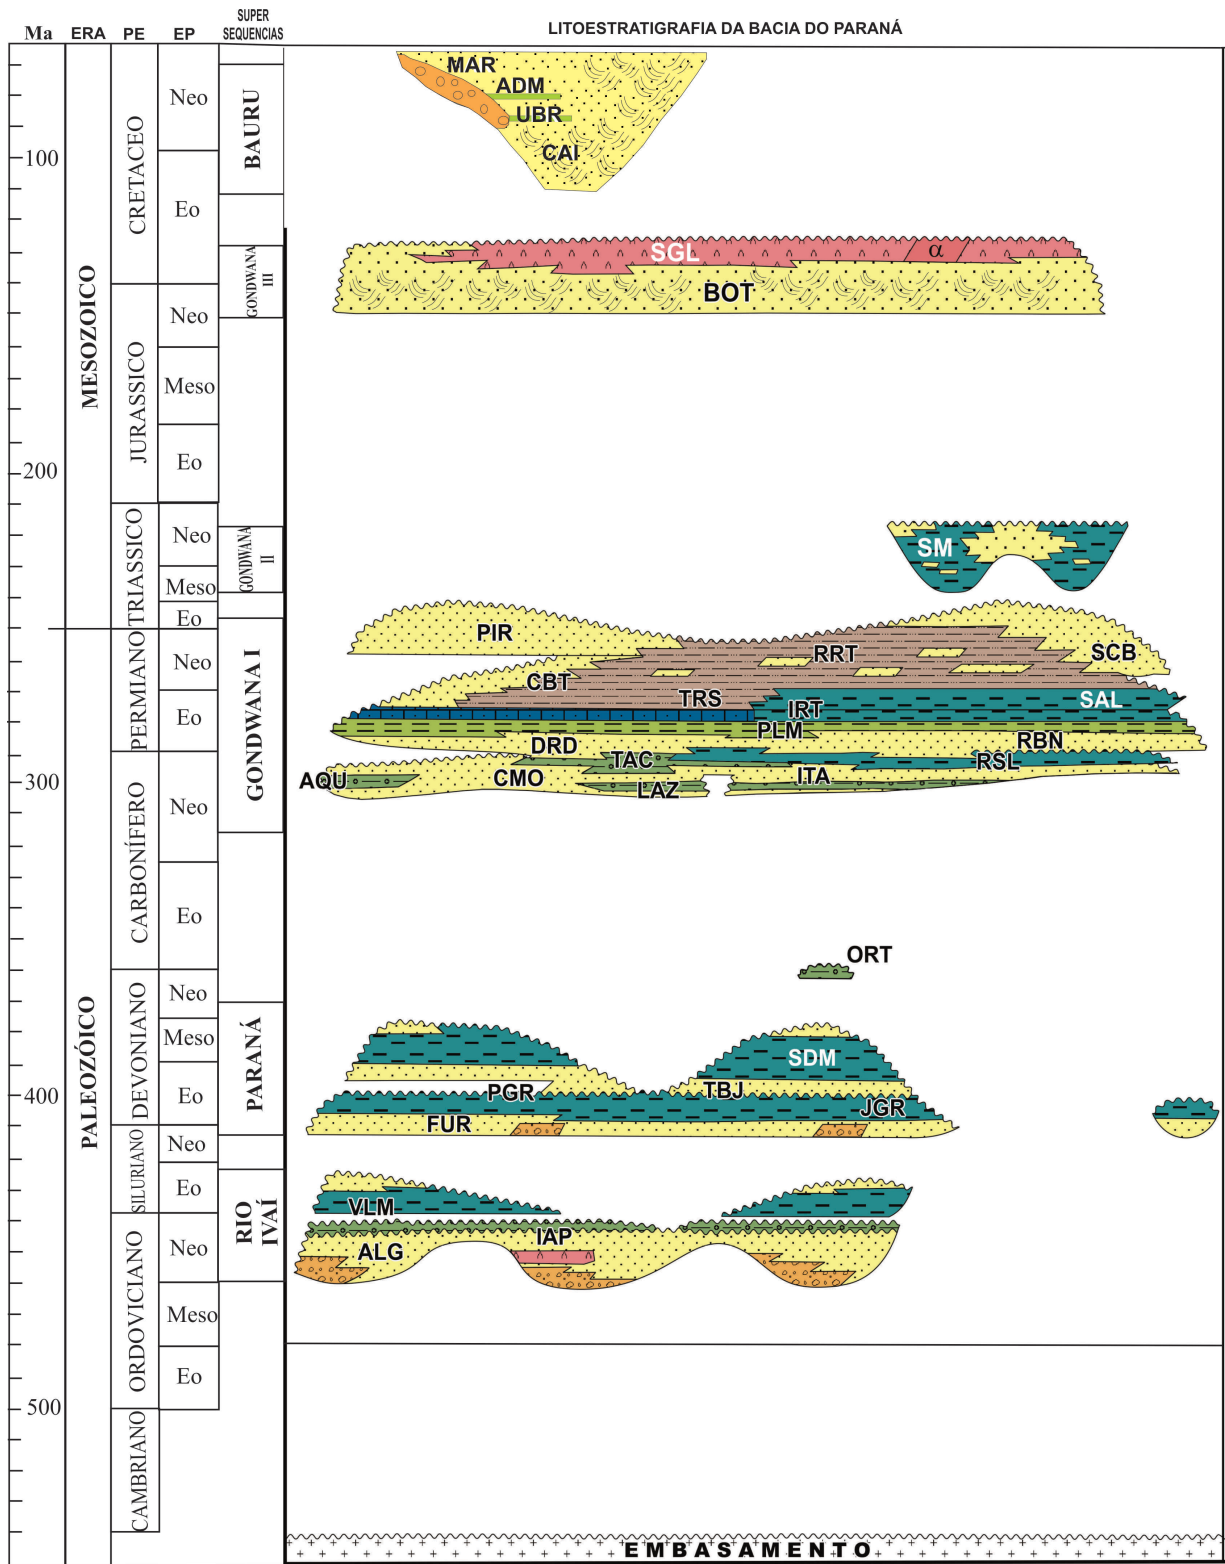 LITOESTRATIGRAFIA DA BACIA DO PARANÁ
Ma ERA PE EP SUPER SEQUENCIAS
100
200
300
400
500
MESOZOICO
PALEOZÓICO
CRETACEO
JURASSICO
TRIASSICO
PERMIANO
CARBONÍFERO
DEVONIANO
SILURIANO
ORDOVICIANO
CAMBRIANO
Neo
Eo
Neo
Meso
Eo
Neo
Meso
Eo
Neo
Eo
Neo
Eo
Neo
Meso
Eo
Neo
Eo
Neo
Meso
Eo
BAURU
GONDWANA III
GONDWANA II
GONDWANA I
PARANÁ
RIO IVAÍ
MAR
ADM
UBR
CAI
SGL α
BOT
SM
PIR
RRT SCB
CBT
TRS SAL
IRT
PLM
DRD RBN
TAC RSL
AQU CMO ITA
LAZ
ORT
SDM
PGR TBJ
JGR
FUR
VLM
IAP
ALG
EMBASAMENTO